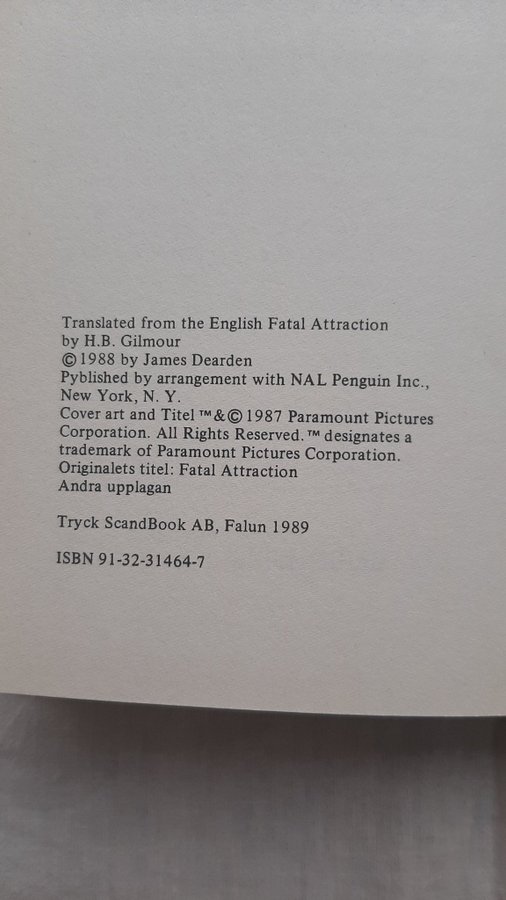 Translated from the English Fatal Attraction
by H.B. Gilmour
© 1988 by James Dearden
Pyblished by arrangement with NAL Penguin Inc.,
New York, N. Y.
Cover art and Titel ™ & © 1987 Paramount Pictures
Corporation. All Rights Reserved. ™ designates a
trademark of Paramount Pictures Corporation.
Originalets titel: Fatal Attraction
Andra upplagan
Tryck ScandBook AB, Falun 1989
ISBN 91-32-31464-7